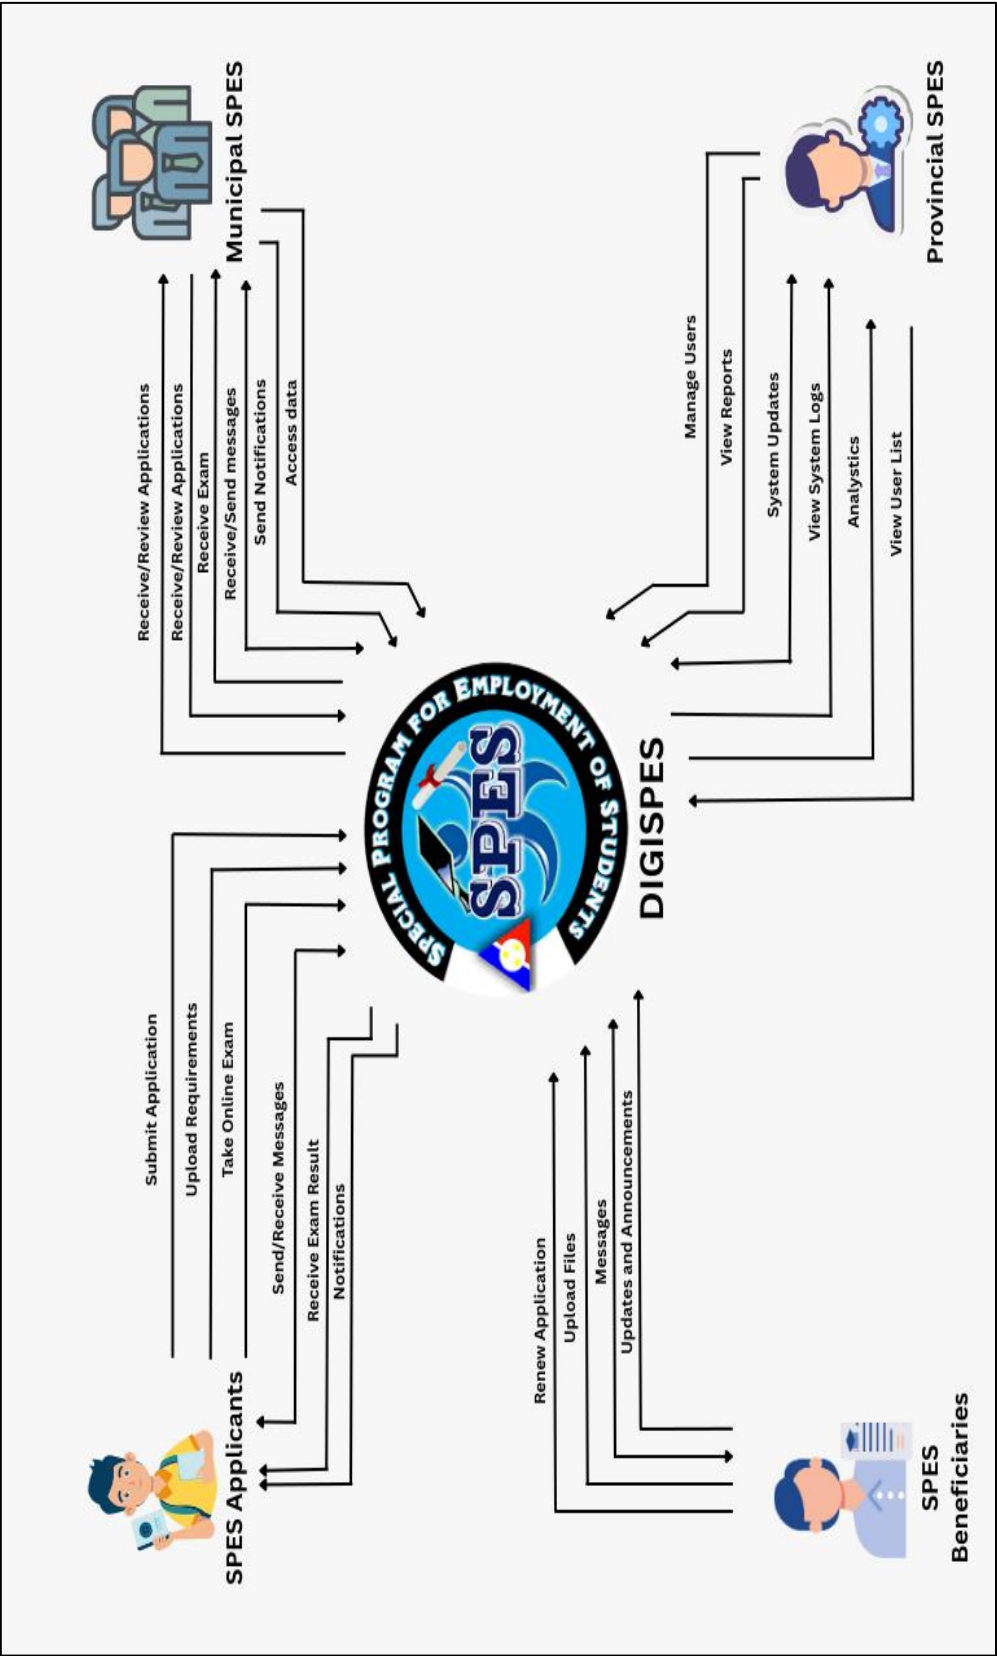 Submit Application
Upload Requirements
Take Online Exam
Send/Receive Messages
Receive Exam Result
Notifications
SPES Applicants
Receive/Review Applications
Receive/Review Applications
Receive Exam
Receive/Send messages
Send Notifications
Access data
Municipal SPES
SPECIAL PROGRAM FOR EMPLOYMENT OF STUDENTS
SPES
DIGISPES
Renew Application
Upload Files
Messages
Updates and Announcements
SPES
Beneficiaries
Manage Users
View Reports
System Updates
View System Logs
Analystics
View User List
Provincial SPES